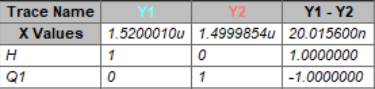 Trace Name Y1 Y2 Y1 - Y2
X Values 1.5200010u 1.4999854u 20.015600n
H 1 0 1.0000000
Q1 0 1 -1.0000000